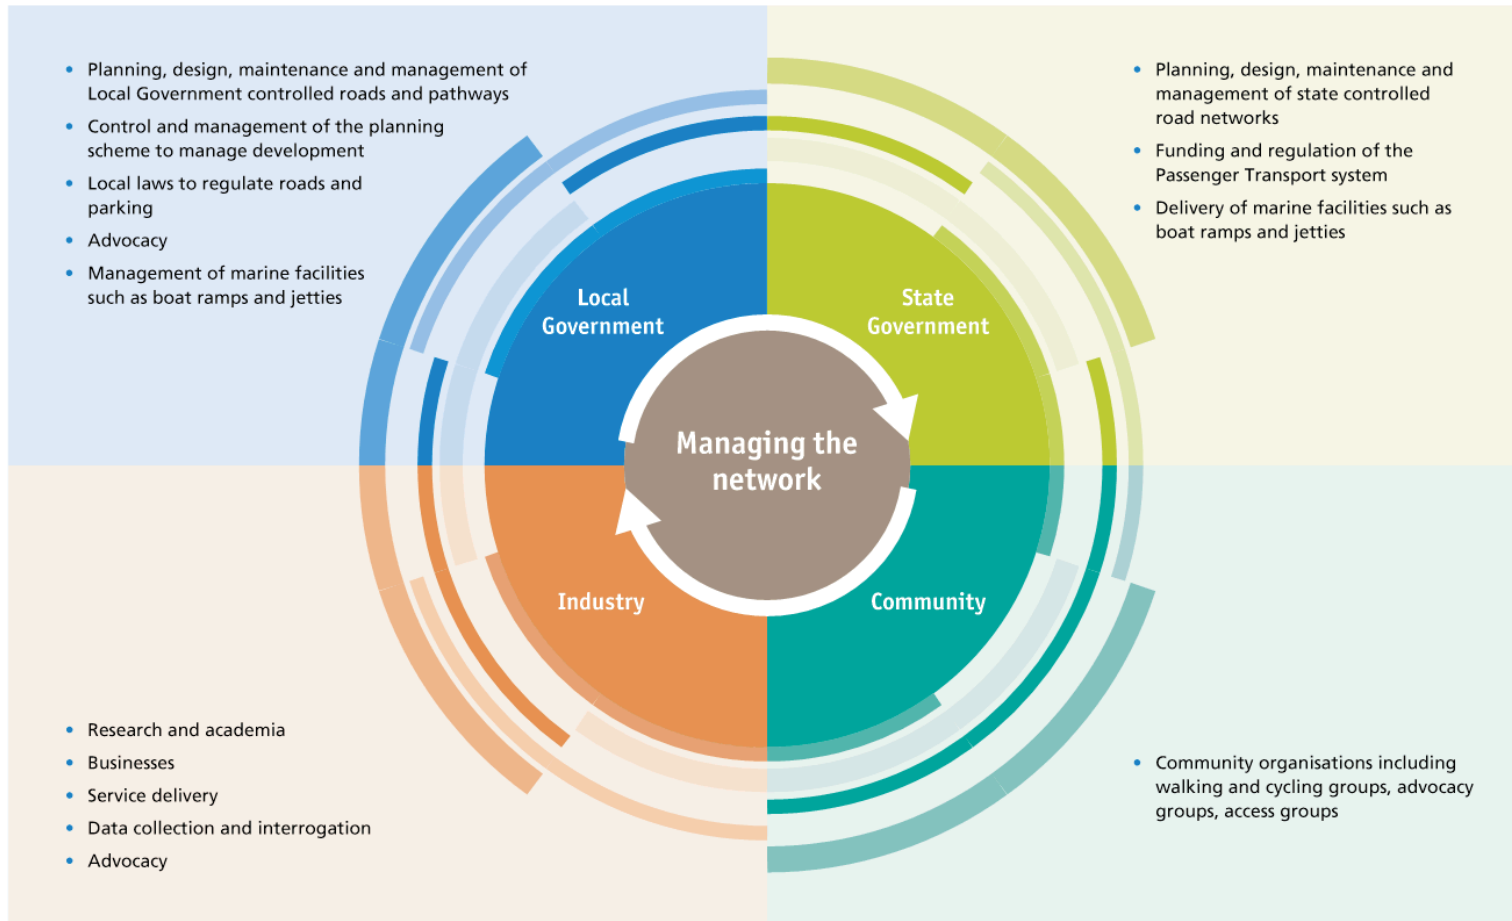 • Planning, design, maintenance and management of
Local Government controlled roads and pathways
• Control and management of the planning
scheme to manage development
• Local laws to regulate roads and
parking
• Advocacy
• Management of marine facilities
such as boat ramps and jetties
• Planning, design, maintenance and
management of state controlled
road networks
• Funding and regulation of the
Passenger Transport system
• Delivery of marine facilities such as
boat ramps and jetties
Local
Government
State
Government
Managing the
network
Industry
Community
• Research and academia
• Businesses
• Service delivery
• Data collection and interrogation
• Advocacy
• Community organisations including
walking and cycling groups, advocacy
groups, access groups